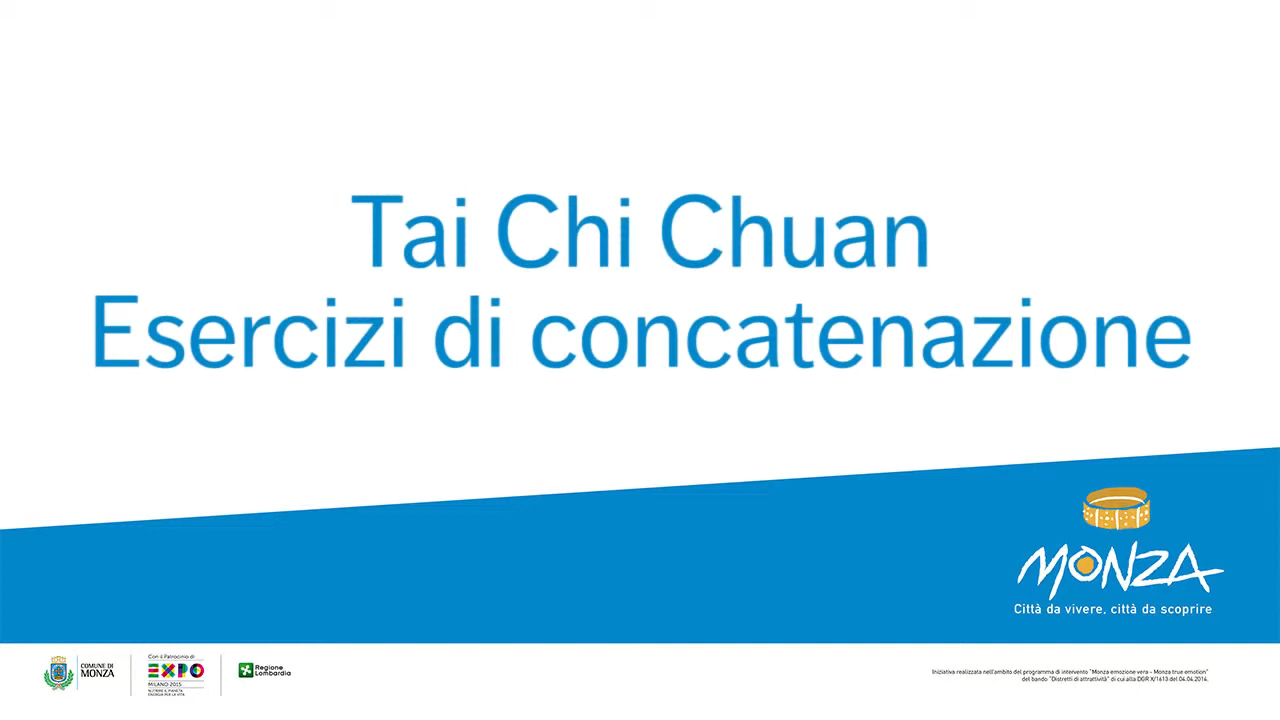 Tai Chi Chuan
Esercizi di concatenazione
MONZA
Città da vivere, città da scoprire
COMUNE DI
MONZA
Con il Patrocinio di
EXPO
MILANO 2015
NUTRIRE IL PIANETA
ENERGIA PER LA VITA
Regione
Lombardia
Iniziativa realizzata nell'ambito del programma di intervento "Monza emozione vera – Monza true emotion"
del bando "Distretti di attrattività" di cui alla DGR X/1613 del 04.04.2014.